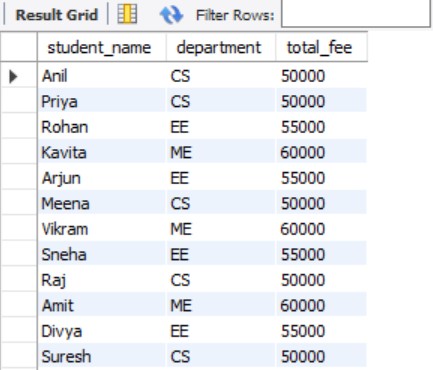 Result Grid Filter Rows:
student_name department total_fee
Anil CS 50000
Priya CS 50000
Rohan EE 55000
Kavita ME 60000
Arjun EE 55000
Meena CS 50000
Vikram ME 60000
Sneha EE 55000
Raj CS 50000
Amit ME 60000
Divya EE 55000
Suresh CS 50000